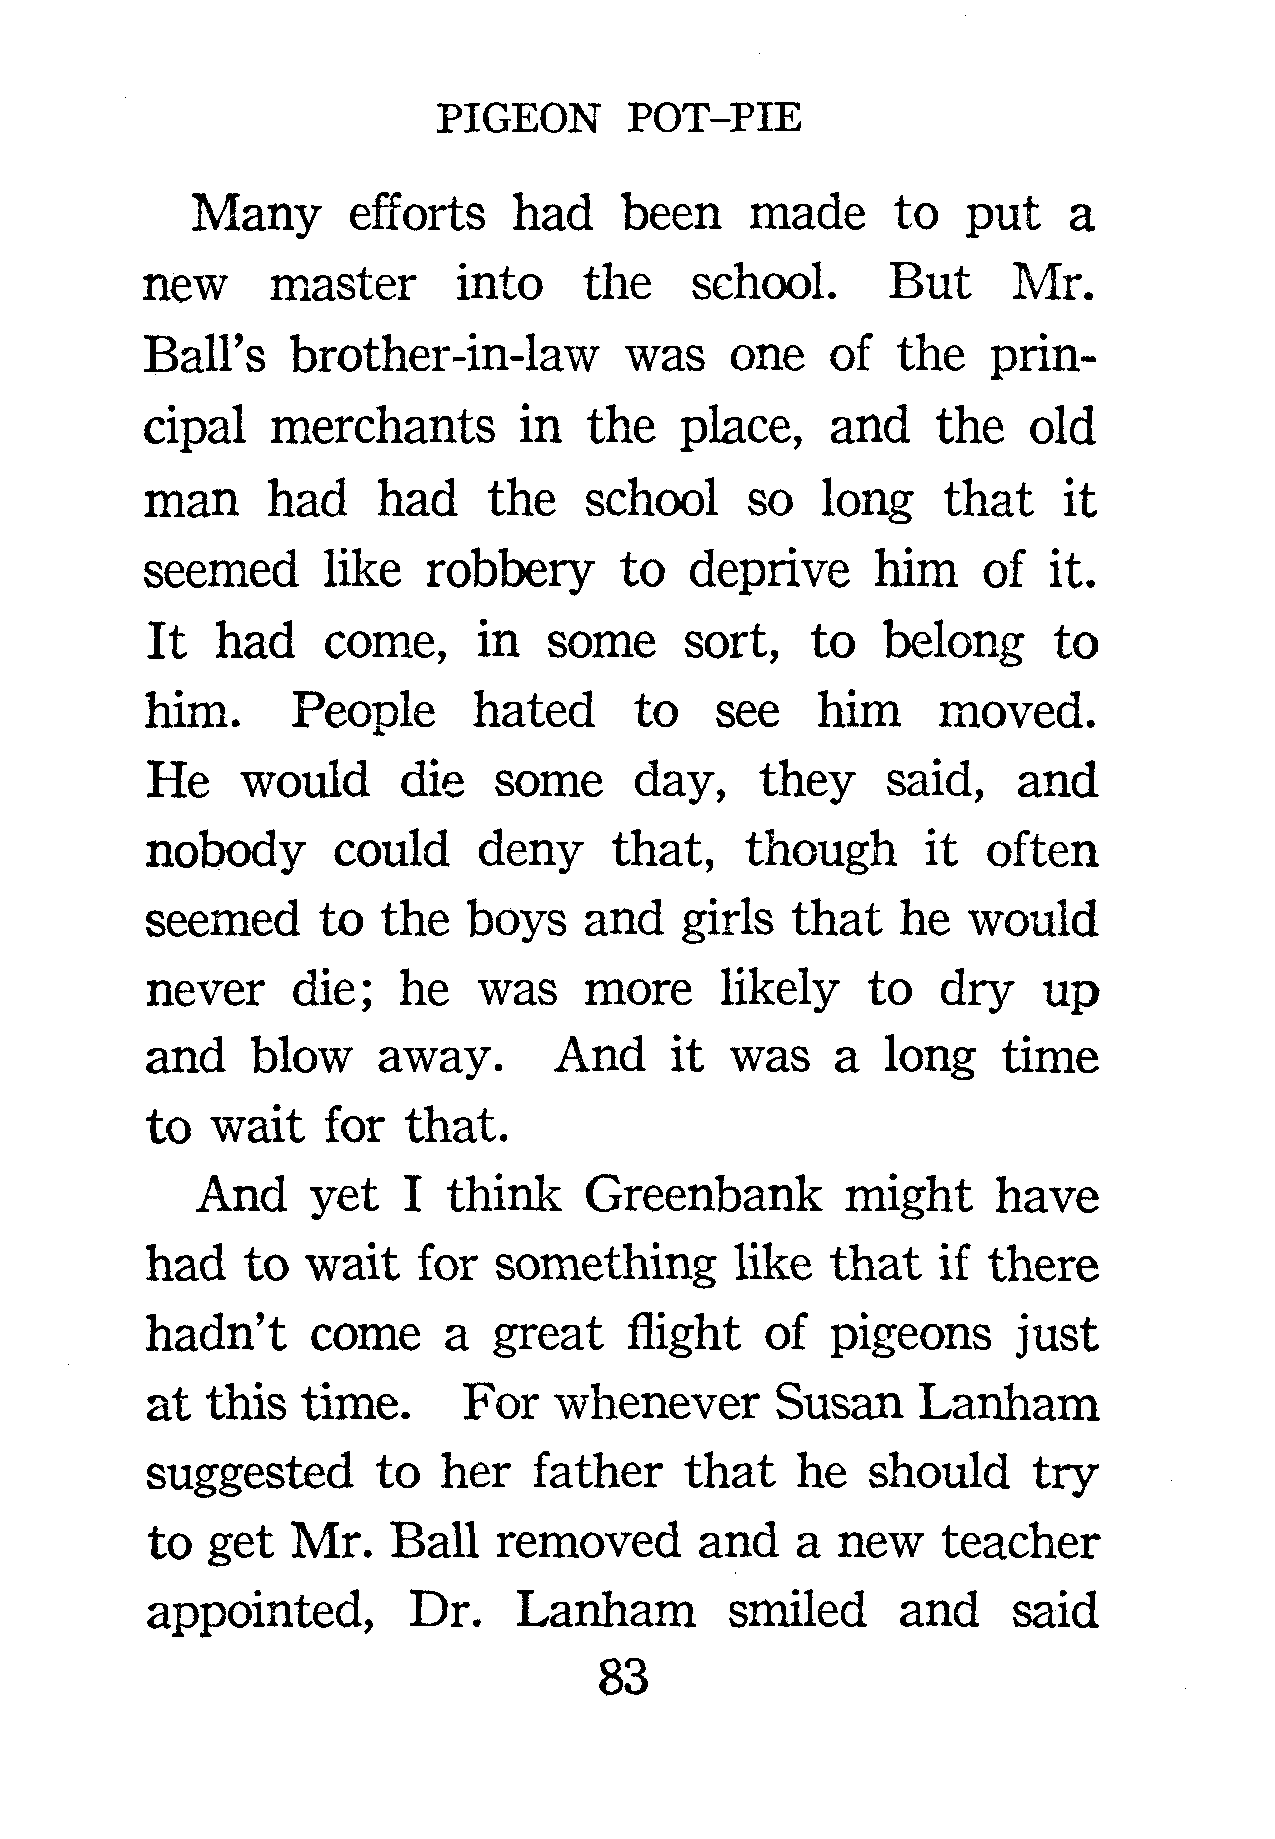 PIGEON POT-PIE
Many efforts had been made to put a
new master into the school. But Mr.
Ball's brother-in-law was one of the prin-
cipal merchants in the place, and the old
man had had the school so long that it
seemed like robbery to deprive him of it.
It had come, in some sort, to belong to
him. People hated to see him moved.
He would die some day, they said, and
nobody could deny that, though it often
seemed to the boys and girls that he would
never die; he was more likely to dry up
and blow away. And it was a long time
to wait for that.
And yet I think Greenbank might have
had to wait for something like that if there
hadn't come a great flight of pigeons just
at this time. For whenever Susan Lanham
suggested to her father that he should try
to get Mr. Ball removed and a new teacher
appointed, Dr. Lanham smiled and said
83